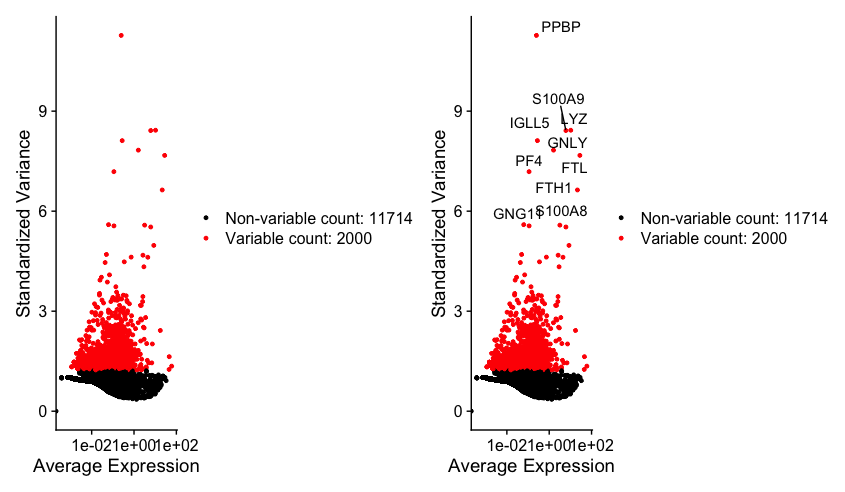 9
6
3
0
Standardized Variance
1e-021e+001e+02
Average Expression
Non-variable count: 11714
Variable count: 2000
PPBP
S100A9
LYZ
IGLL5
GNLY
PF4
FTL
FTH1
GNG11
S100A8
9
6
3
0
Standardized Variance
1e-021e+001e+02
Average Expression
Non-variable count: 11714
Variable count: 2000